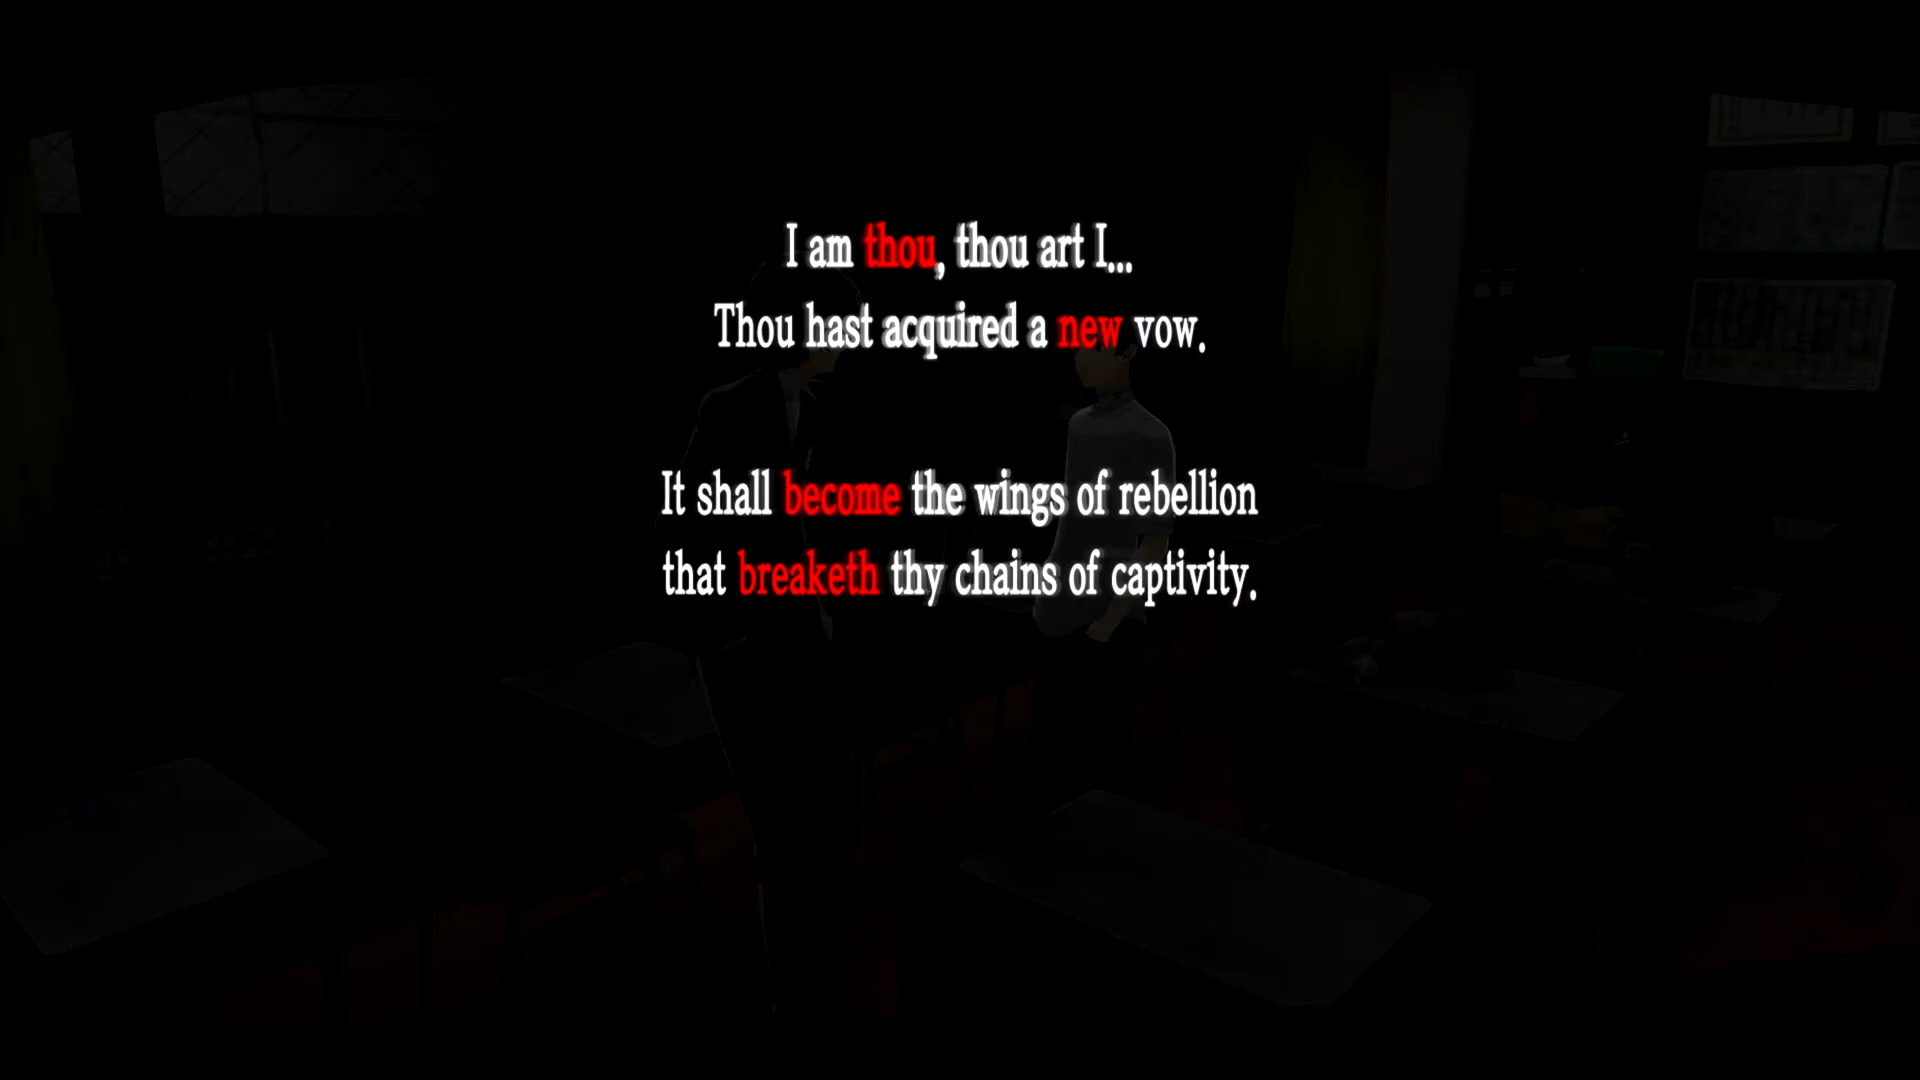 I am thou, thou art I...
Thou hast acquired a new vow.
It shall become the wings of rebellion
that breaketh thy chains of captivity.